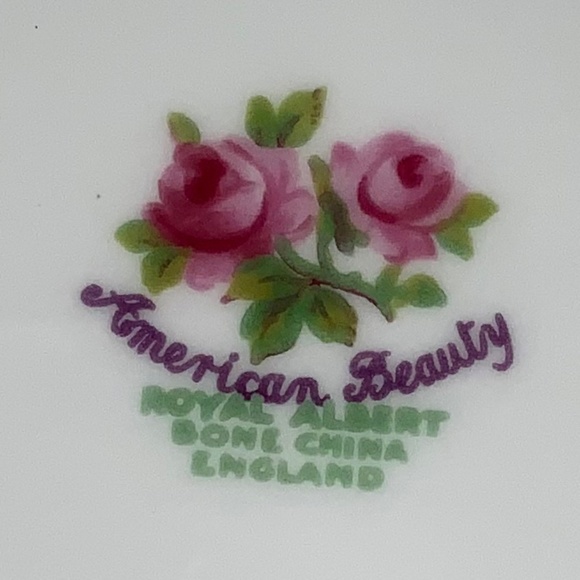 American Beauty
ROYAL ALBERT
BONE CHINA
ENGLAND